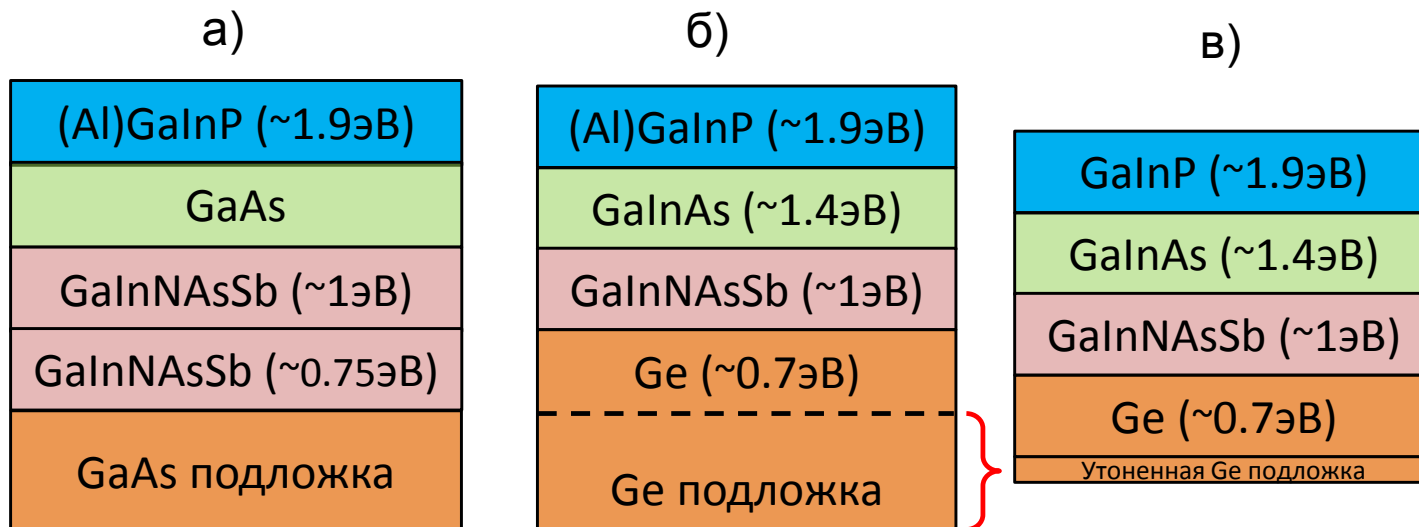 а)
(Al)GaInP (~1.9эВ)
GaAs
GaInNAsSb (~1эВ)
GaInNAsSb (~0.75эВ)
GaAs подложка
б)
(Al)GaInP (~1.9эВ)
GaInAs (~1.4эВ)
GaInNAsSb (~1эВ)
Ge (~0.7эВ)
Ge подложка
в)
GaInP (~1.9эВ)
GaInAs (~1.4эВ)
GaInNAsSb (~1эВ)
Ge (~0.7эВ)
Утоненная Ge подложка